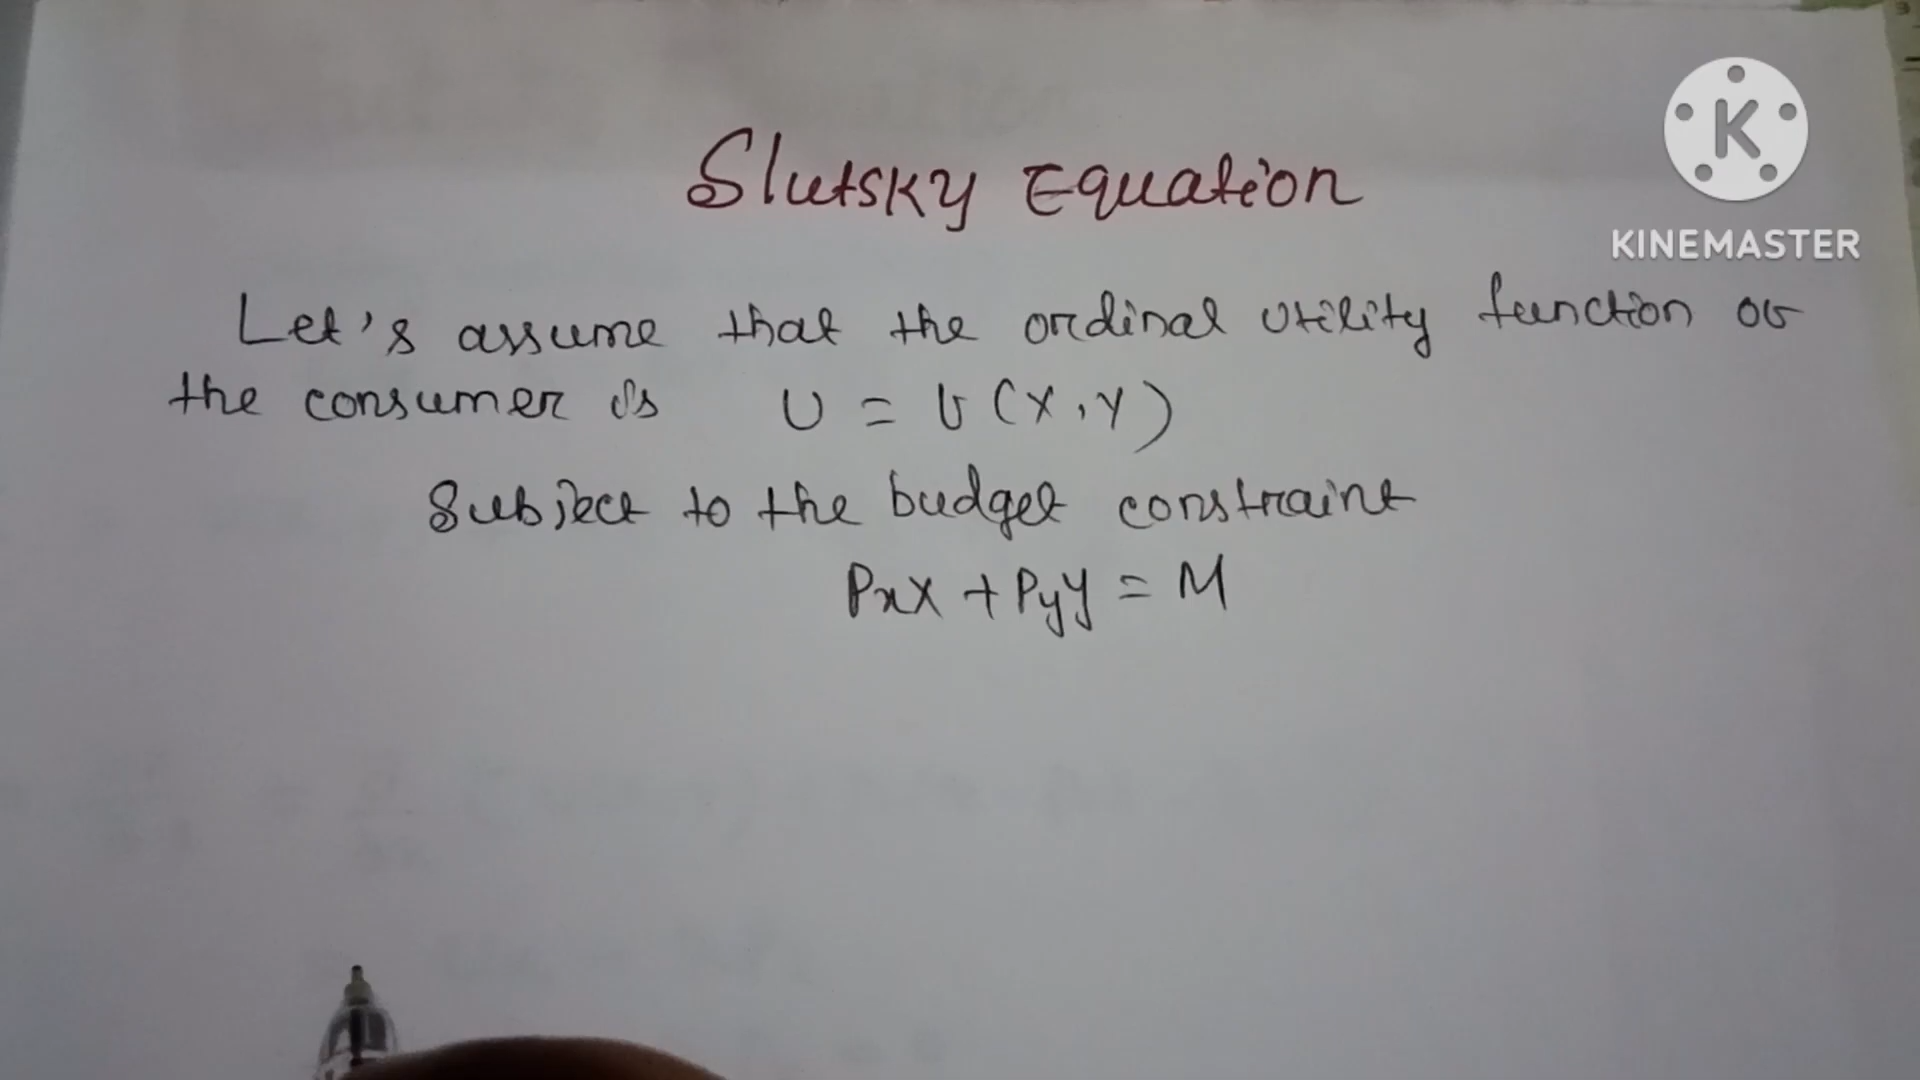 Slutsky Equation
K
KINEMASTER
Let's assume that the ordinal utility function of
the consumer is U = U (X, Y)
Subject to the budget constraint
PxX + PyY = M